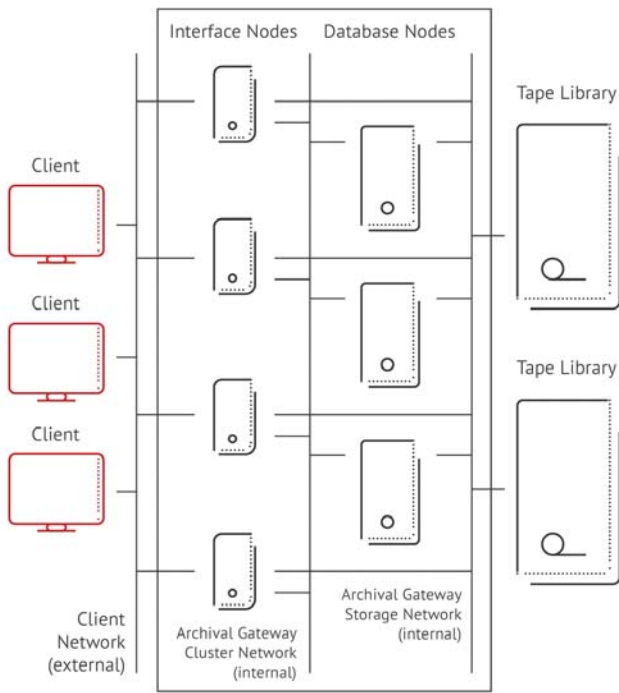 Interface Nodes
Database Nodes
Tape Library
Client
Client
Tape Library
Client
Client
Network
(external)
Archival Gateway
Cluster Network
(internal)
Archival Gateway
Storage Network
(internal)